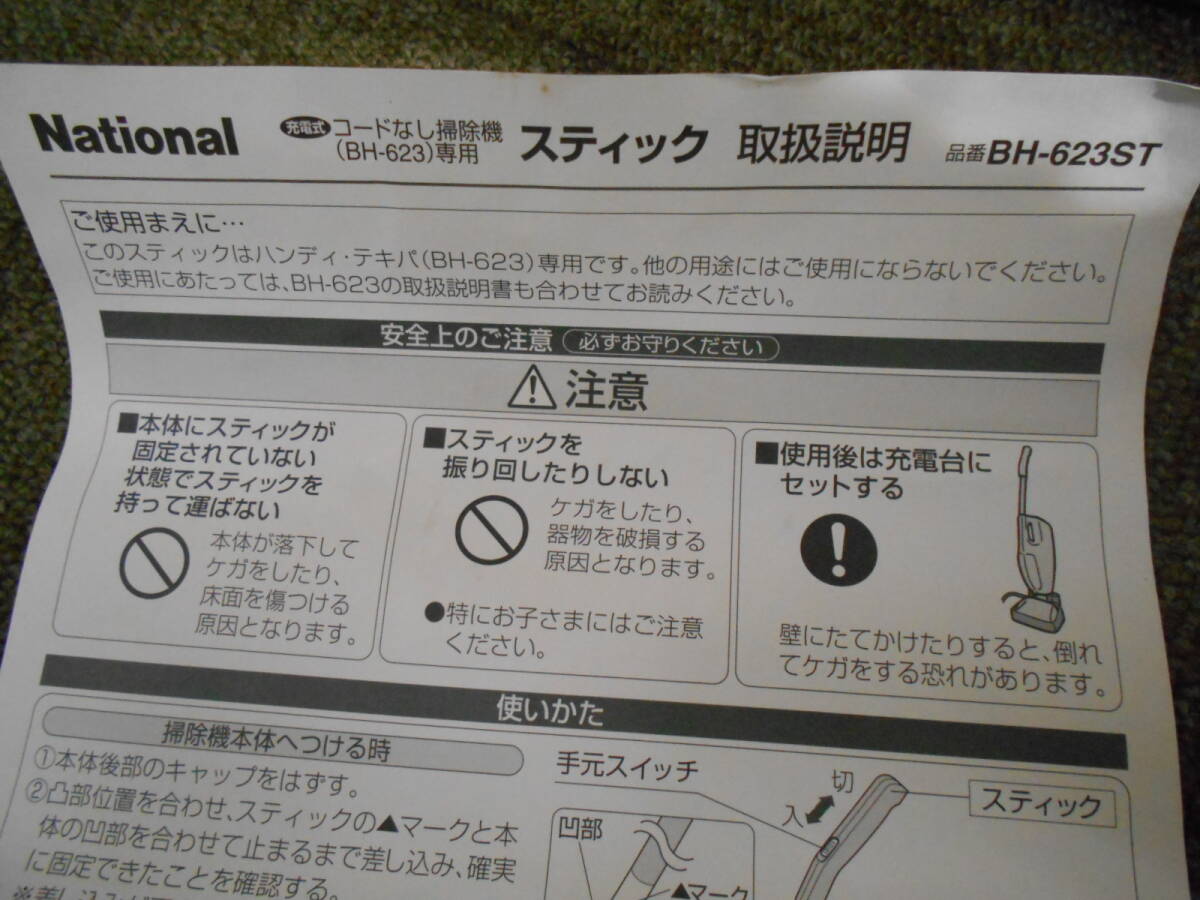 National
充電式 コードなし掃除機
(BH-623)専用
スティック 取扱説明
品番 BH-623ST
ご使用まえに…
このスティックはハンディ・テキパ(BH-623)専用です。他の用途にはご使用にならないでください。
ご使用にあたっては、BH-623の取扱説明書も合わせてお読みください。
安全上のご注意 必ずお守りください
注意
■本体にスティックが
固定されていない
状態でスティックを
持って運ばない
本体が落下して
ケガをしたり、
床面を傷つける
原因となります。
■スティックを
振り回したりしない
ケガをしたり、
器物を破損する
原因となります。
●特にお子さまにはご注意
ください。
■使用後は充電台に
セットする
壁にたてかけたりすると、倒れ
てケガをする恐れがあります。
使いかた
掃除機本体へつける時
①本体後部のキャップをはずす。
②凸部位置を合わせ、スティックの▲マークと本
体の凹部を合わせて止まるまで差し込み、確実
に固定できたことを確認する。
※差し込みが
手元スイッチ
切
入
スティック
凹部
▲マーク